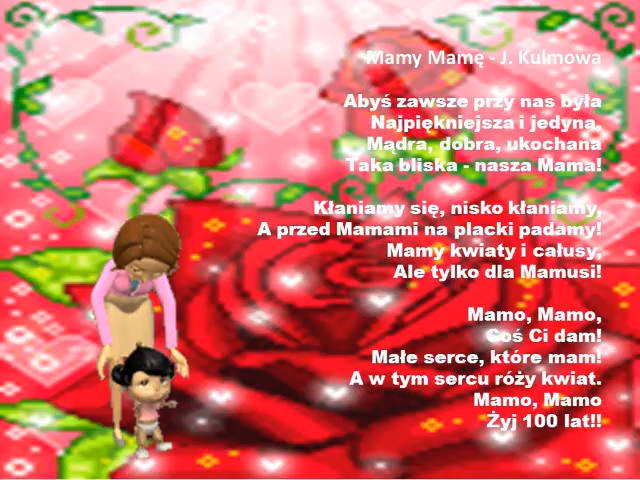 Mamy Mamę - J. Kulmowa
Abyś zawsze przy nas była
Najpiękniejsza i jedyna,
Mądra, dobra, ukochana
Taka bliska - nasza Mama!
Kłaniamy się, nisko kłaniamy,
A przed Mamami na placki padamy!
Mamy kwiaty i całusy,
Ale tylko dla Mamusi!
Mamo, Mamo,
Coś Ci dam!
Małe serce, które mam!
A w tym sercu róży kwiat.
Mamo, Mamo
Żyj 100 lat!!